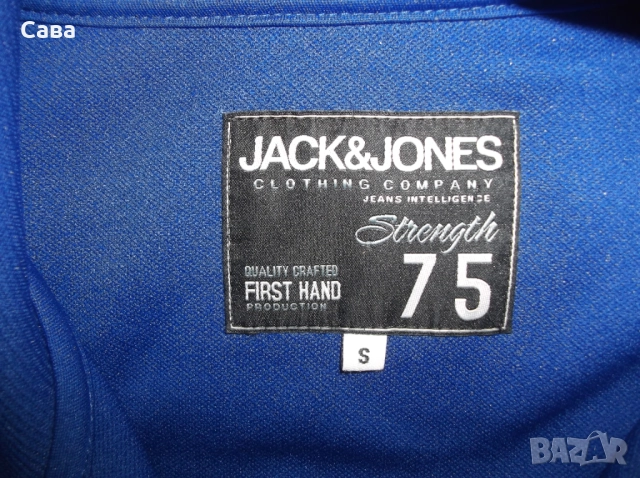 Сава
JACK&JONES
CLOTHING COMPANY
JEANS INTELLIGENCE
Strength
75
QUALITY CRAFTED
FIRST HAND
PRODUCTION
S
BAZAR